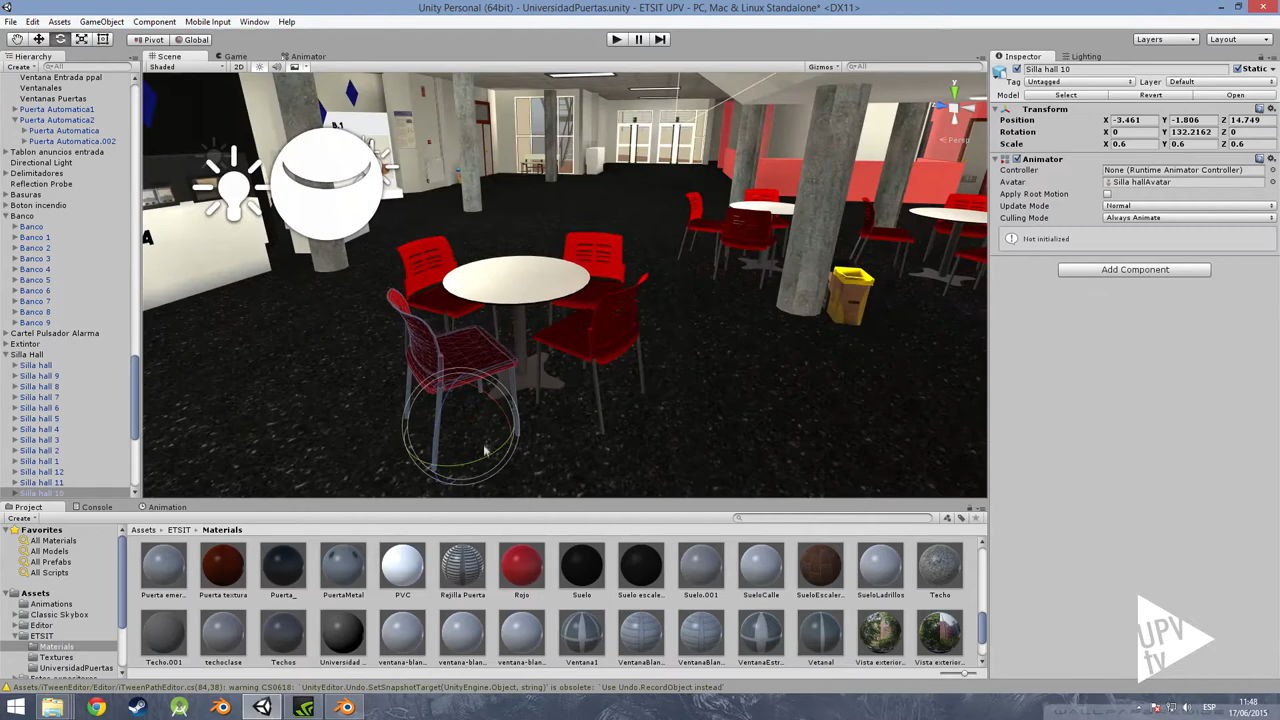 Unity Personal (64bit) - UniversidadPuertas.unity - ETSIT UPV - PC, Mac & Linux Standalone* <DX11>
File Edit Assets GameObject Component Mobile Input Window Help
Pivot Global Layers Layout
Hierarchy Scene Game Animator Inspector Lighting
Create All Shaded 2D Gizmos All
Silla hall 10 Static
Tag Untagged Layer Default
Model Select Revert Open
Transform
Position X -3.461 Y -1.806 Z 14.749
Rotation X 0 Y 132.2162 Z 0
Scale X 0.6 Y 0.6 Z 0.6
Animator
Controller None (Runtime Animator Controller)
Avatar Silla hallAvatar
Apply Root Motion
Update Mode Normal
Culling Mode Always Animate
Not initialized
Add Component
Ventana Entrada ppal
Ventanales
Ventanas Puertas
Puerta Automatica1
Puerta Automatica2
Puerta Automatica
Puerta Automatica.002
Tablon anuncios entrada
Directional Light
Delimitadores
Reflection Probe
Basuras
Boton incendio
Banco
Banco
Banco 1
Banco 2
Banco 3
Banco 4
Banco 5
Banco 6
Banco 7
Banco 8
Banco 9
Cartel Pulsador Alarma
Extintor
Silla Hall
Silla hall
Silla hall 9
Silla hall 8
Silla hall 7
Silla hall 6
Silla hall 5
Silla hall 4
Silla hall 3
Silla hall 2
Silla hall 1
Silla hall 12
Silla hall 11
Silla hall 10
y
Persp
Project Console Animation
Create
Favorites
All Materials
All Models
All Prefabs
All Scripts
Assets
Animations
Classic Skybox
Editor
ETSIT
Materials
Textures
UniversidadPuertas
Assets ETSIT Materials
Puerta emer... Puerta textura Puerta_ PuertaMetal PVC Rejilla Puerta Rojo Suelo Suelo escale... Suelo.001 SueloCalle SueloEscaler... SueloLadrillos Techo
Techo.001 techoclase Techos Universidad ... ventana-blan... ventana-blan... ventana-blan... Ventana1 VentanaBlan... VentanaBlan... VentanaEstr... Vetanal Vista exterior... Vista exterior...
Assets/iTweenEditor/Editor/iTweenPathEditor.cs(84,38): warning CS0618: `UnityEditor.Undo.SetSnapshotTarget(UnityEngine.Object, string)' is obsolete: `Use Undo.RecordObject instead'
UPV
tv
ESP
11:48
17/06/2015